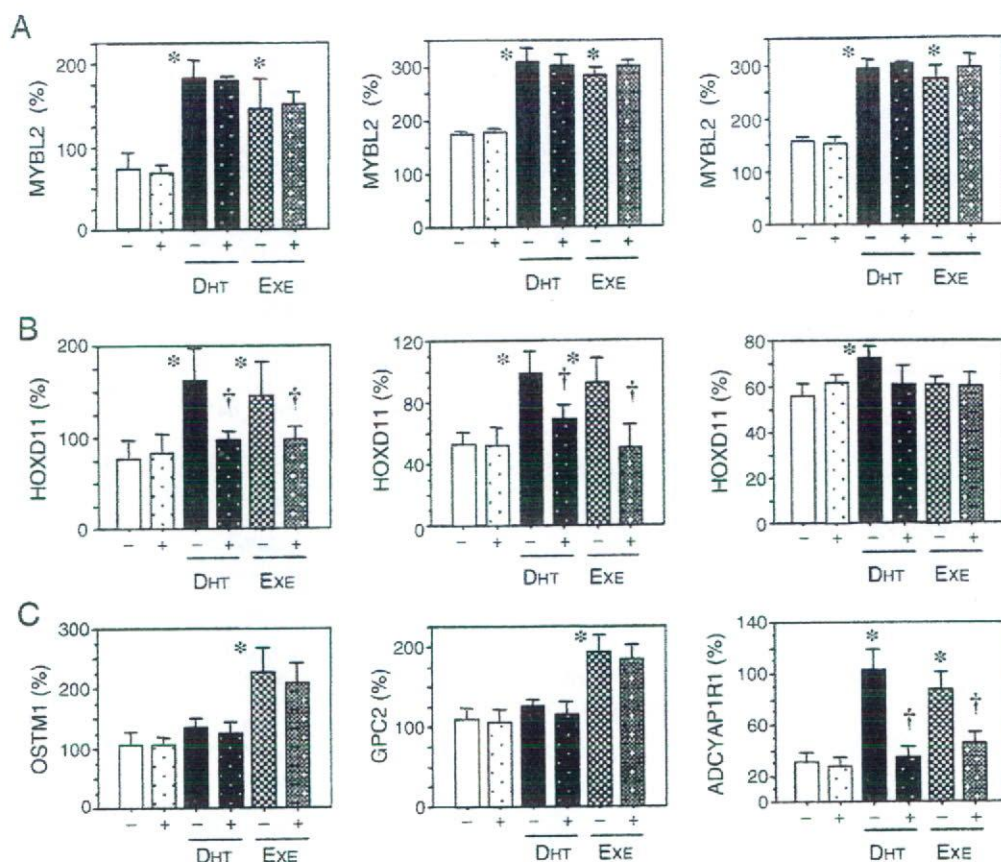 A
MYBL2 (%)
200
100
0
*
*
− + − + − +
DHT EXE
MYBL2 (%)
300
200
100
0
*
*
− + − + − +
DHT EXE
MYBL2 (%)
300
200
100
0
*
*
− + − + − +
DHT EXE
B
HOXD11 (%)
200
100
0
*
*
†
†
− + − + − +
DHT EXE
HOXD11 (%)
120
80
40
0
*
*
†
†
− + − + − +
DHT EXE
HOXD11 (%)
80
60
40
20
0
*
− + − + − +
DHT EXE
C
OSTM1 (%)
300
200
100
0
*
− + − + − +
DHT EXE
GPC2 (%)
200
100
0
*
− + − + − +
DHT EXE
ADCYAP1R1 (%)
140
100
60
20
0
*
*
†
†
− + − + − +
DHT EXE